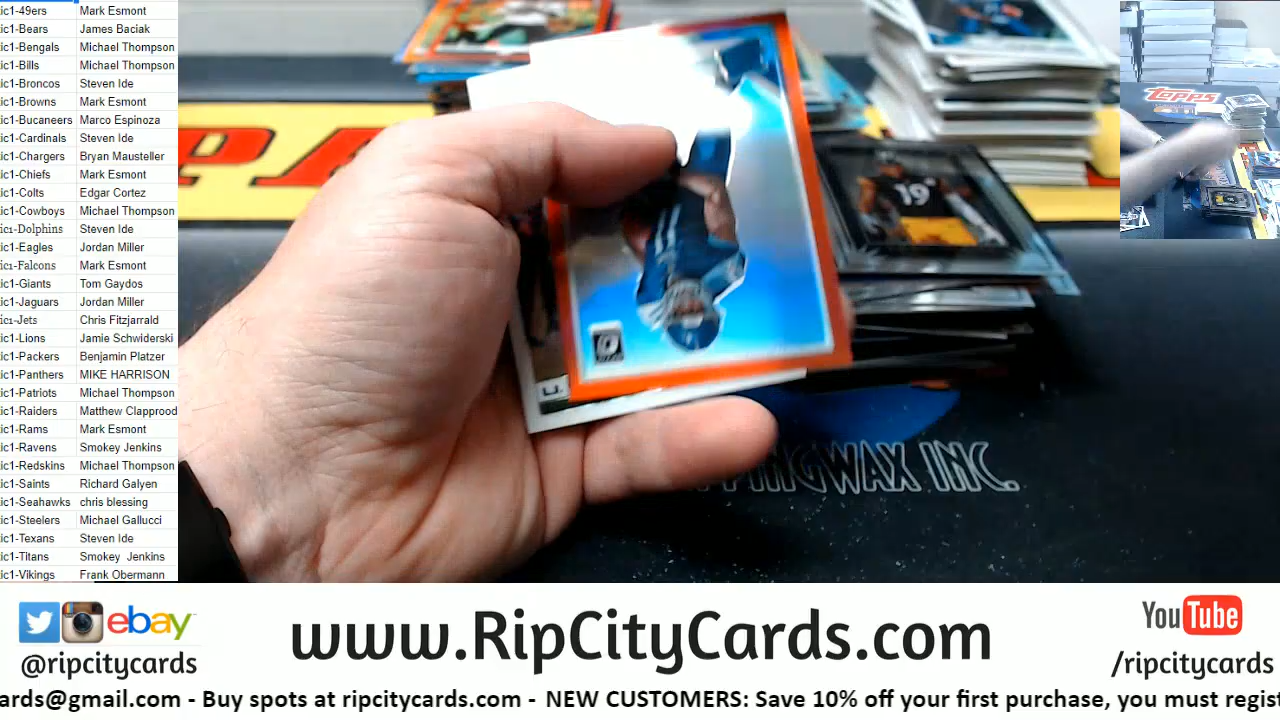 ic1-49ers Mark Esmont
ic1-Bears James Baciak
ic1-Bengals Michael Thompson
ic1-Bills Michael Thompson
ic1-Broncos Steven Ide
ic1-Browns Mark Esmont
ic1-Bucaneers Marco Espinoza
ic1-Cardinals Steven Ide
ic1-Chargers Bryan Mausteller
ic1-Chiefs Mark Esmont
ic1-Colts Edgar Cortez
ic1-Cowboys Michael Thompson
ic1-Dolphins Steven Ide
ic1-Eagles Jordan Miller
ic1-Falcons Mark Esmont
ic1-Giants Tom Gaydos
ic1-Jaguars Jordan Miller
ic1-Jets Chris Fitzjarrald
ic1-Lions Jamie Schwiderski
ic1-Packers Benjamin Platzer
ic1-Panthers MIKE HARRISON
ic1-Patriots Michael Thompson
ic1-Raiders Matthew Clapprood
ic1-Rams Mark Esmont
ic1-Ravens Smokey Jenkins
ic1-Redskins Michael Thompson
ic1-Saints Richard Galyen
ic1-Seahawks chris blessing
ic1-Steelers Michael Gallucci
ic1-Texans Steven Ide
ic1-Titans Smokey Jenkins
ic1-Vikings Frank Obermann
PA
19
PPINGWAX INC.
Topps
ebay
@ripcitycards
www.RipCityCards.com
YouTube
/ripcitycards
ards@gmail.com - Buy spots at ripcitycards.com - NEW CUSTOMERS: Save 10% off your first purchase, you must regis